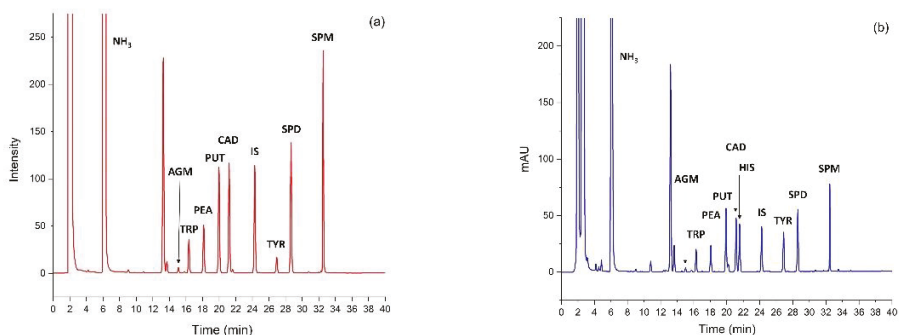 (a)
250
200
150
100
50
0
Intensity
NH3
AGM
TRP
PEA
PUT
CAD
IS
TYR
SPD
SPM
0 2 4 6 8 10 12 14 16 18 20 22 24 26 28 30 32 34 36 38 40
Time (min)
(b)
200
150
100
50
0
mAU
NH3
AGM
TRP
PEA
PUT
CAD
HIS
IS
TYR
SPD
SPM
0 2 4 6 8 10 12 14 16 18 20 22 24 26 28 30 32 34 36 38 40
Time (min)